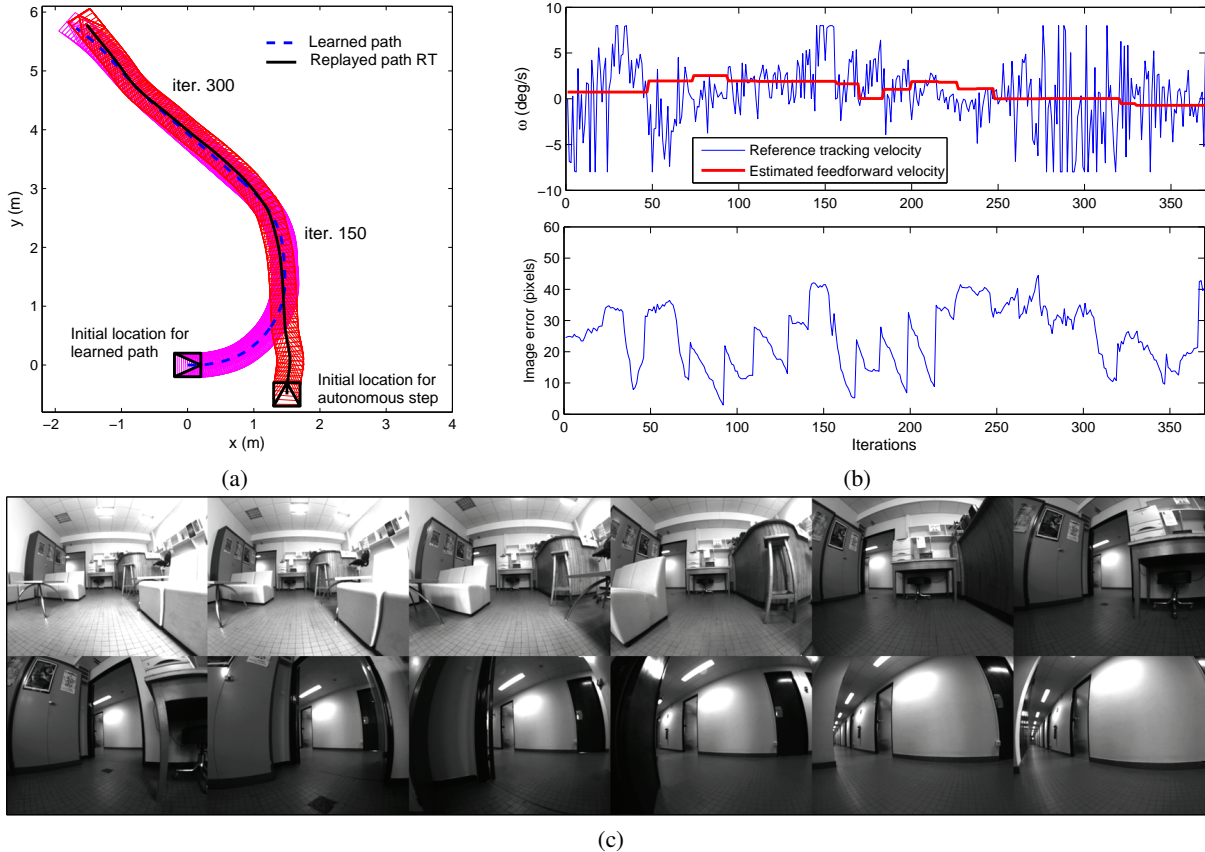 6
5
4
3
2
1
0
y (m)
−2
−1
0
1
2
3
4
x (m)
Learned path
Replayed path RT
iter. 300
iter. 150
Initial location for
learned path
Initial location for
autonomous step
(a)
10
5
0
−5
−10
ω (deg/s)
0
50
100
150
200
250
300
350
Reference tracking velocity
Estimated feedforward velocity
60
50
40
30
20
10
0
Image error (pixels)
0
50
100
150
200
250
300
350
Iterations
(b)
(c)